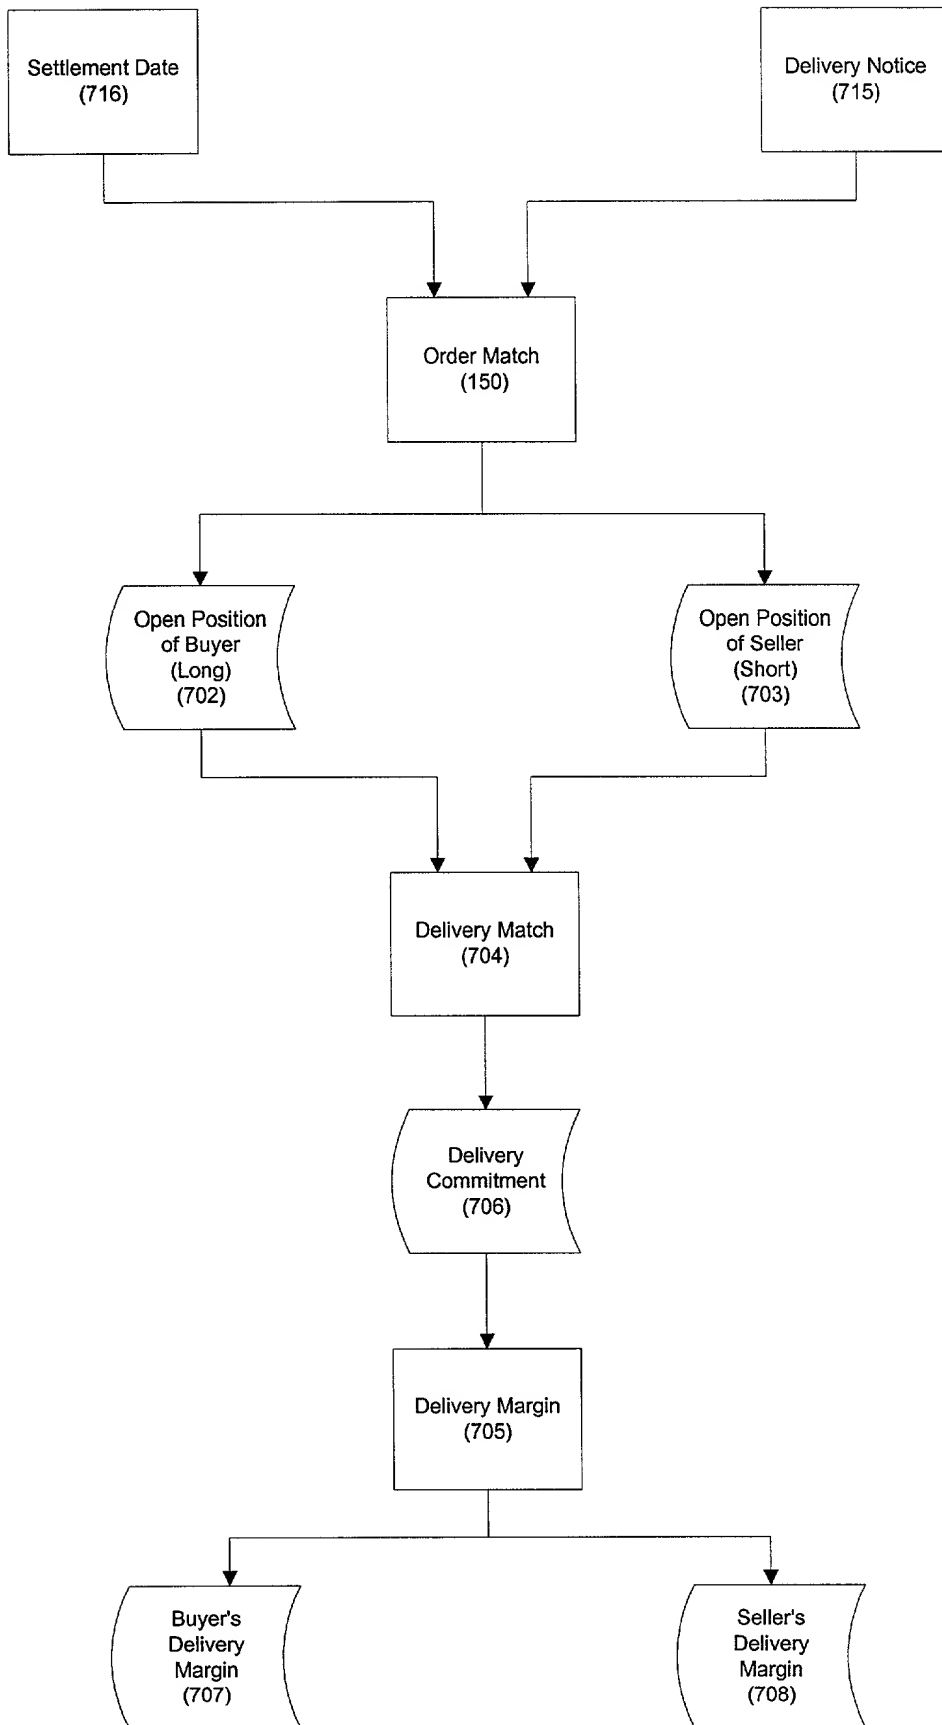 Settlement Date
(716)
Delivery Notice
(715)
Order Match
(150)
Open Position
of Buyer
(Long)
(702)
Open Position
of Seller
(Short)
(703)
Delivery Match
(704)
Delivery
Commitment
(706)
Delivery Margin
(705)
Buyer's
Delivery
Margin
(707)
Seller's
Delivery
Margin
(708)